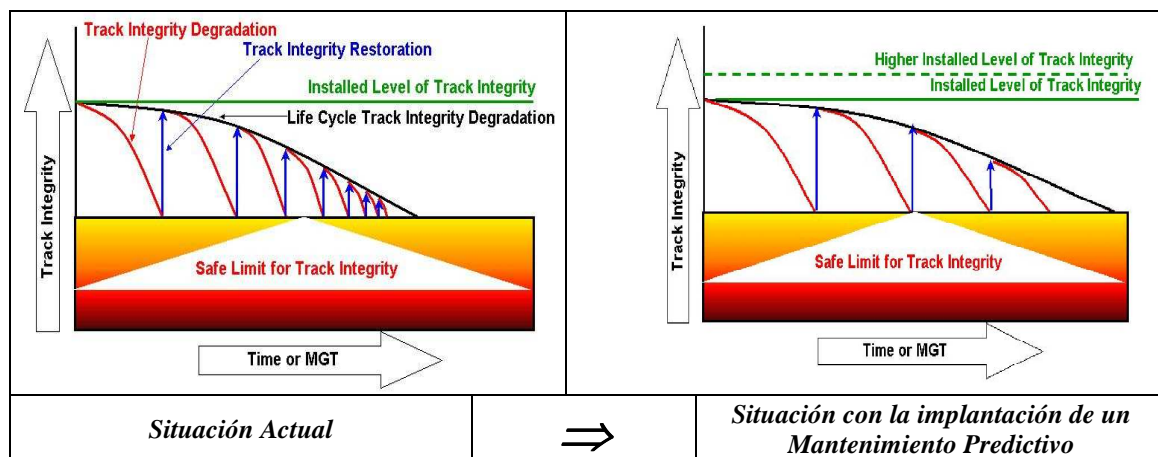 Track Integrity Degradation
Track Integrity Restoration
Installed Level of Track Integrity
Life Cycle Track Integrity Degradation
Track Integrity
Safe Limit for Track Integrity
Time or MGT
Higher Installed Level of Track Integrity
Installed Level of Track Integrity
Track Integrity
Safe Limit for Track Integrity
Time or MGT
Situación Actual
⇒
Situación con la implantación de un
Mantenimiento Predictivo